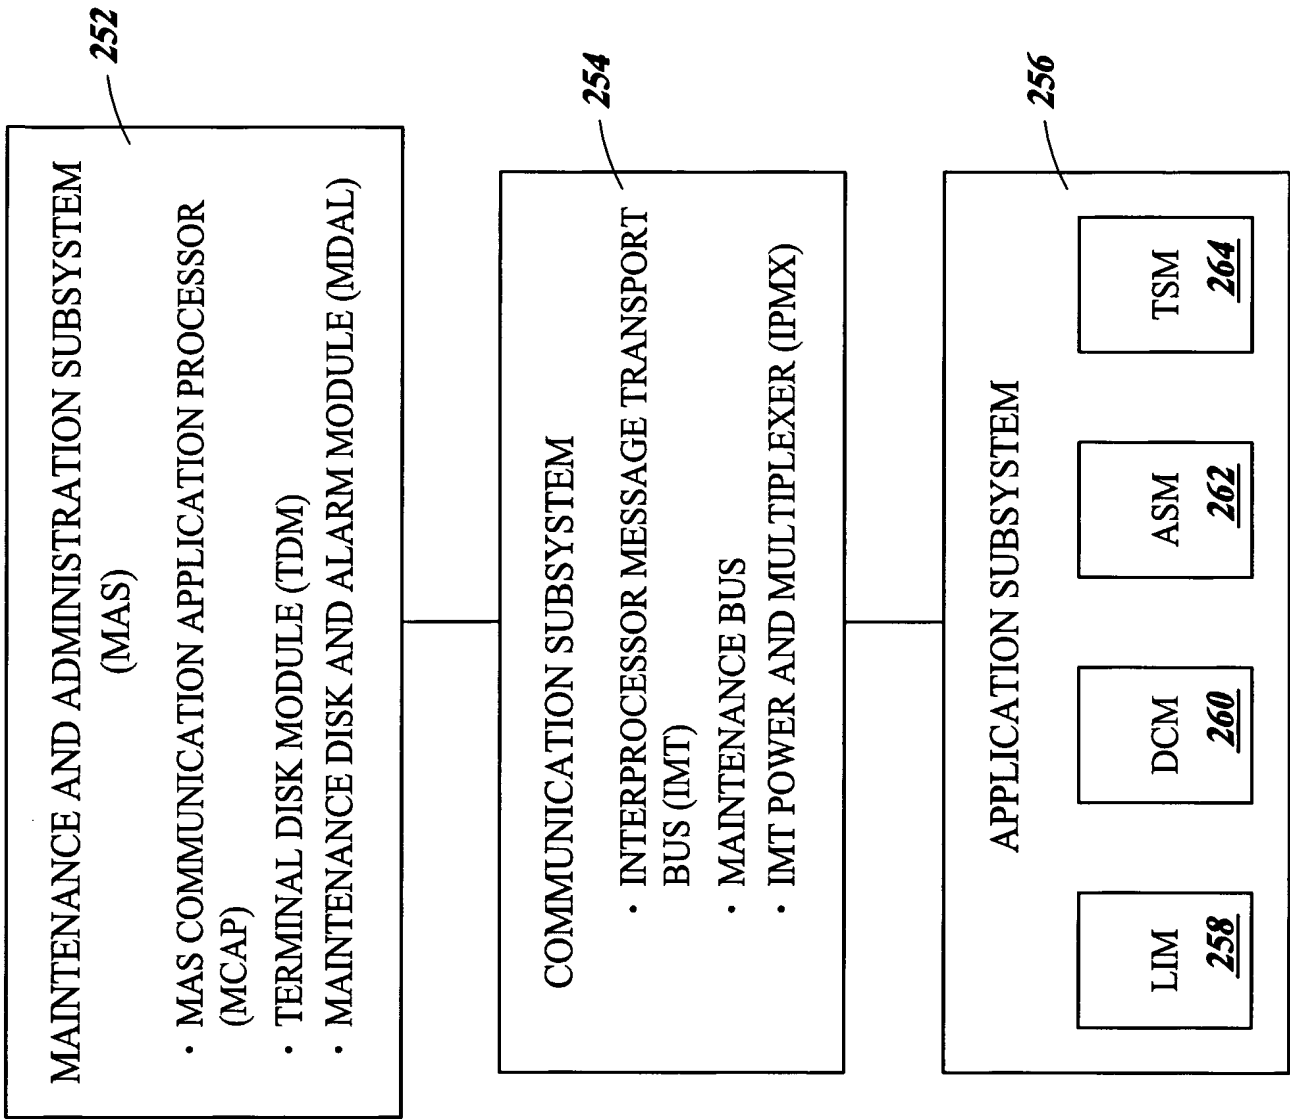 252
MAINTENANCE AND ADMINISTRATION SUBSYSTEM
(MAS)
· MAS COMMUNICATION APPLICATION PROCESSOR
(MCAP)
· TERMINAL DISK MODULE (TDM)
· MAINTENANCE DISK AND ALARM MODULE (MDAL)
254
COMMUNICATION SUBSYSTEM
· INTERPROCESSOR MESSAGE TRANSPORT
BUS (IMT)
· MAINTENANCE BUS
· IMT POWER AND MULTIPLEXER (IPMX)
256
APPLICATION SUBSYSTEM
LIM
258
DCM
260
ASM
262
TSM
264